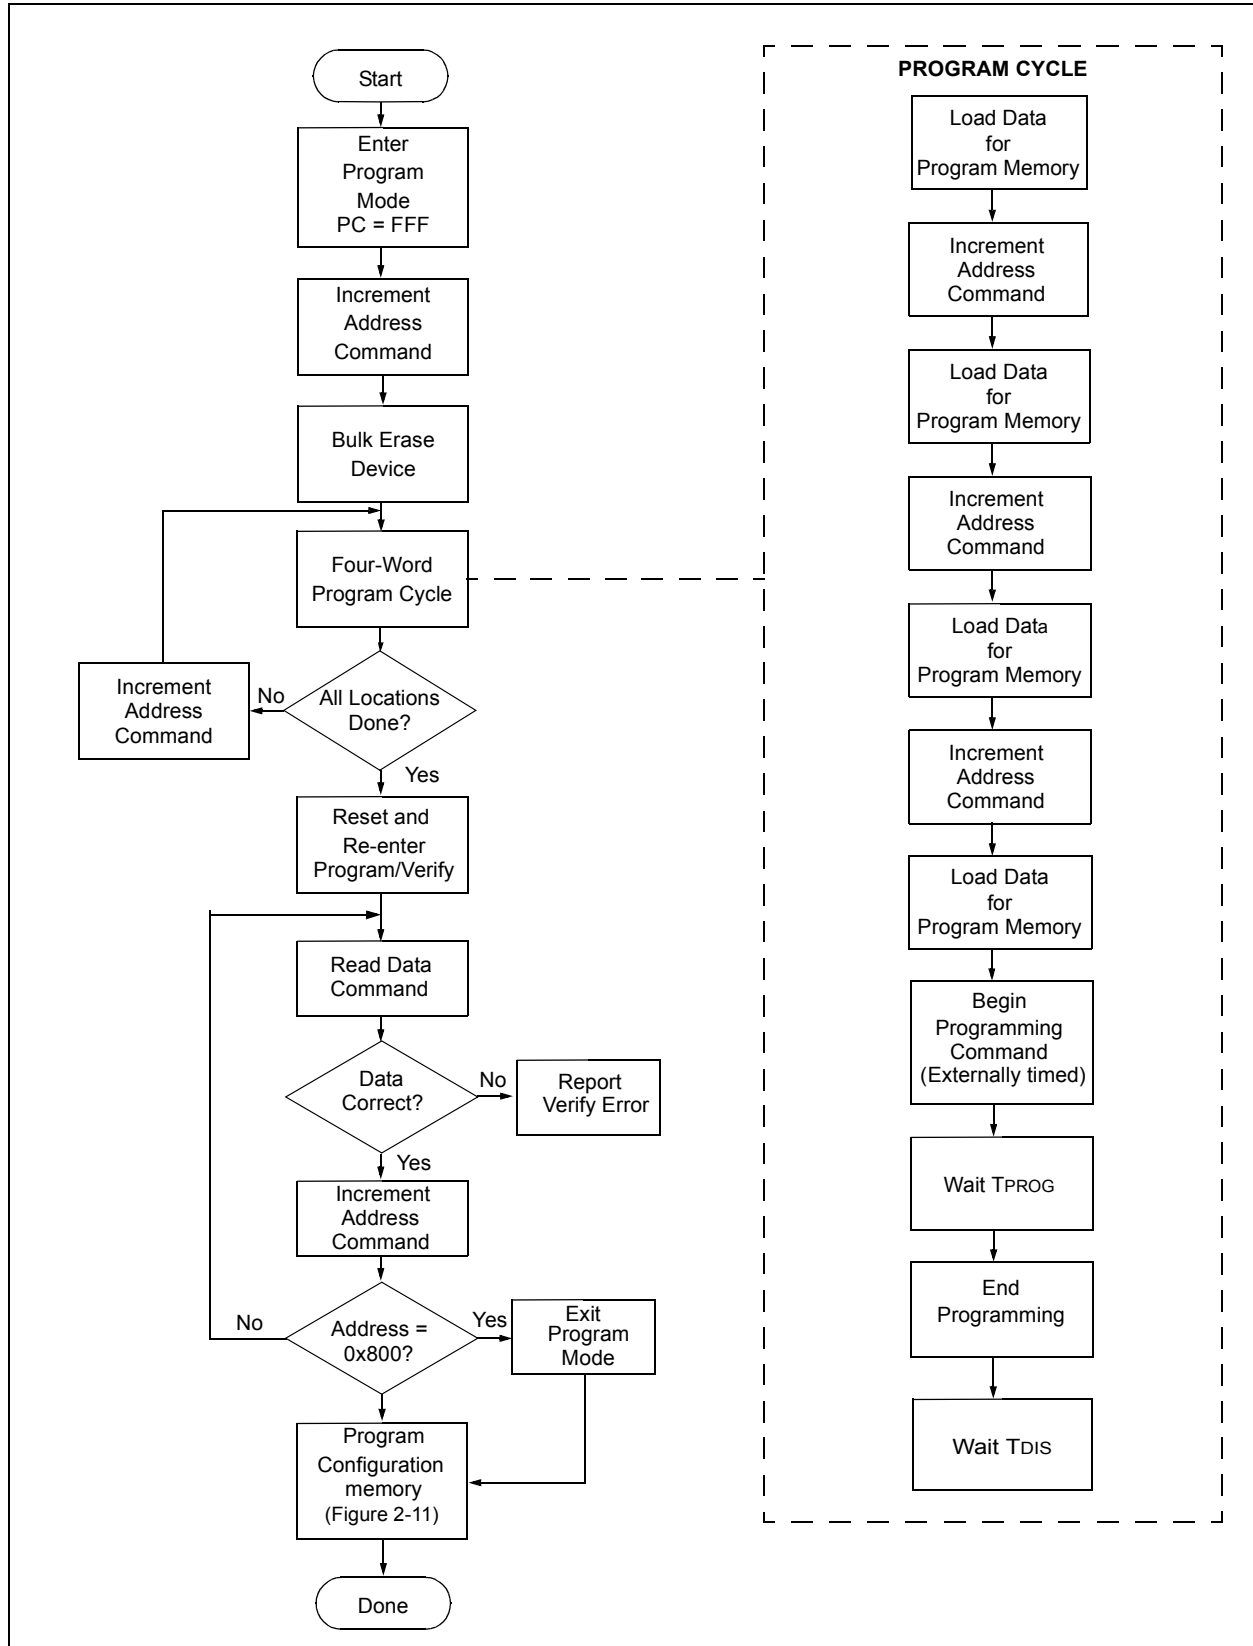 Start
Enter
Program
Mode
PC = FFF
Increment
Address
Command
Bulk Erase
Device
Four-Word
Program Cycle
All Locations
Done?
No
Increment
Address
Command
Yes
Reset and
Re-enter
Program/Verify
Read Data
Command
Data
Correct?
No
Report
Verify Error
Yes
Increment
Address
Command
Address =
0x800?
No
Yes
Exit
Program
Mode
Program
Configuration
memory
(Figure 2-11)
Done
PROGRAM CYCLE
Load Data
for
Program Memory
Increment
Address
Command
Load Data
for
Program Memory
Increment
Address
Command
Load Data
for
Program Memory
Increment
Address
Command
Load Data
for
Program Memory
Begin
Programming
Command
(Externally timed)
Wait TPROG
End
Programming
Wait TDIS